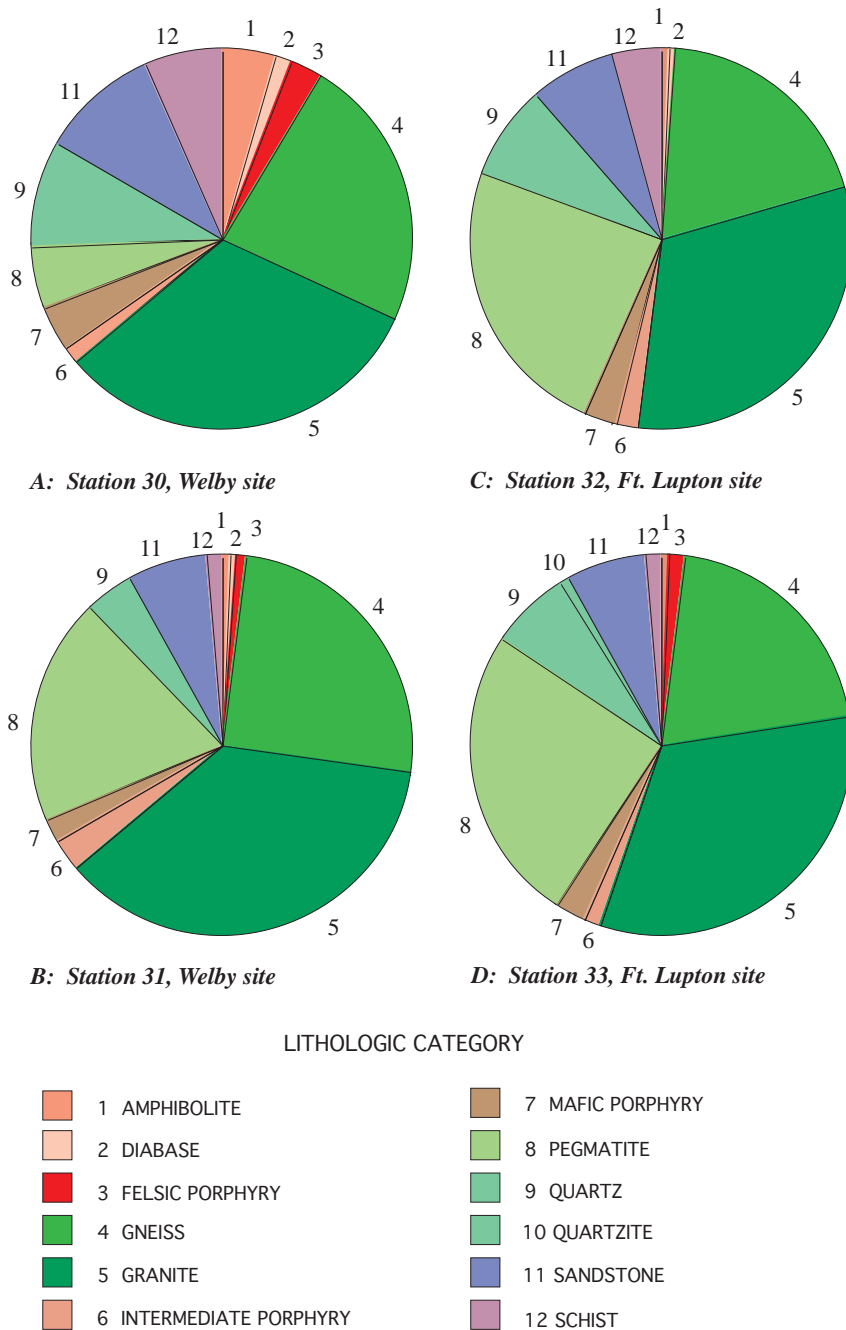 1
2
3
4
5
6
7
8
9
11
12
A: Station 30, Welby site
1
2
4
5
6
7
8
9
11
12
C: Station 32, Ft. Lupton site
1
2
3
4
5
6
7
8
9
11
12
B: Station 31, Welby site
1
3
4
5
6
7
8
9
10
11
12
D: Station 33, Ft. Lupton site
LITHOLOGIC CATEGORY
1 AMPHIBOLITE
2 DIABASE
3 FELSIC PORPHYRY
4 GNEISS
5 GRANITE
6 INTERMEDIATE PORPHYRY
7 MAFIC PORPHYRY
8 PEGMATITE
9 QUARTZ
10 QUARTZITE
11 SANDSTONE
12 SCHIST